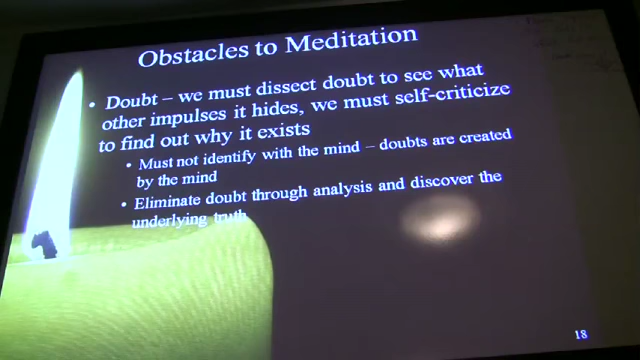 Obstacles to Meditation
• Doubt – we must dissect doubt to see what
other impulses it hides, we must self-criticize
to find out why it exists
• Must not identify with the mind – doubts are created
by the mind
• Eliminate doubt through analysis and discover the
underlying truth
18